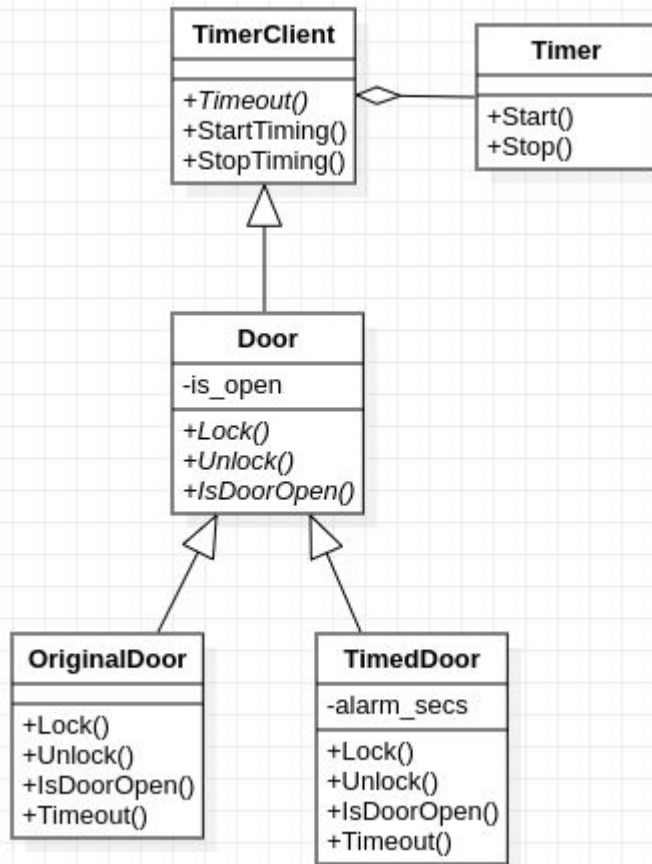 TimerClient
+Timeout()
+StartTiming()
+StopTiming()
Timer
+Start()
+Stop()
Door
-is_open
+Lock()
+Unlock()
+IsDoorOpen()
OriginalDoor
+Lock()
+Unlock()
+IsDoorOpen()
+Timeout()
TimedDoor
-alarm_secs
+Lock()
+Unlock()
+IsDoorOpen()
+Timeout()